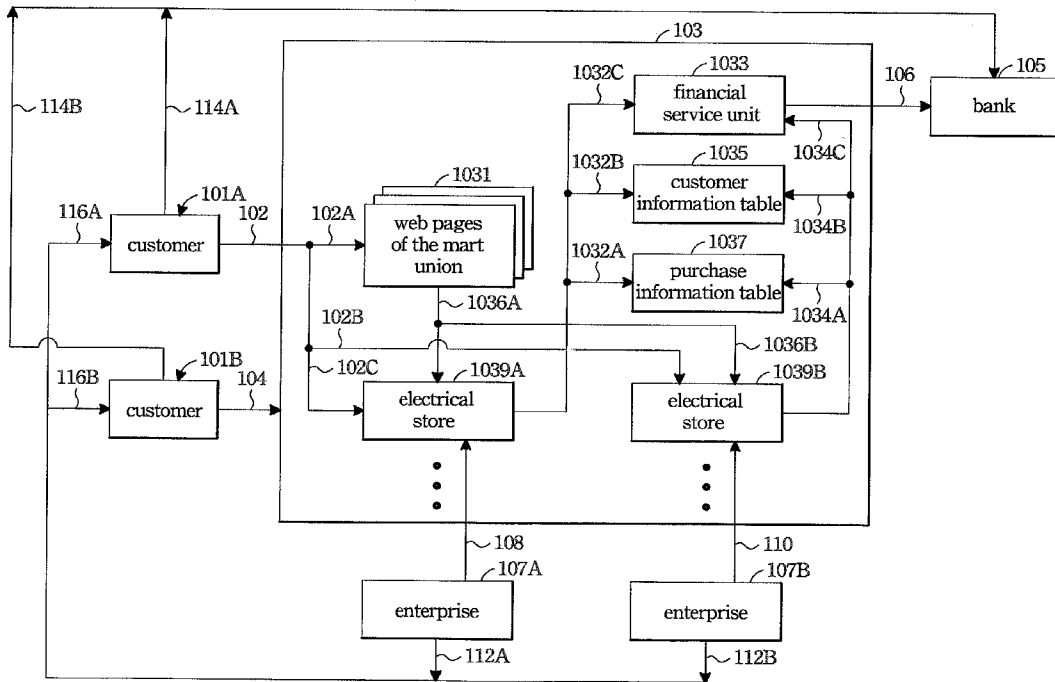 103
1033
105
1032C
financial
service unit
106
bank
114B
114A
1034C
1032B
1035
customer
information table
1031
1034B
101A
116A
customer
102
102A
web pages
of the mart
union
1032A
1037
purchase
information table
1034A
1036A
102B
1036B
101B
102C
1039A
1039B
116B
customer
104
electrical
store
electrical
store
108
110
107A
107B
enterprise
enterprise
112A
112B